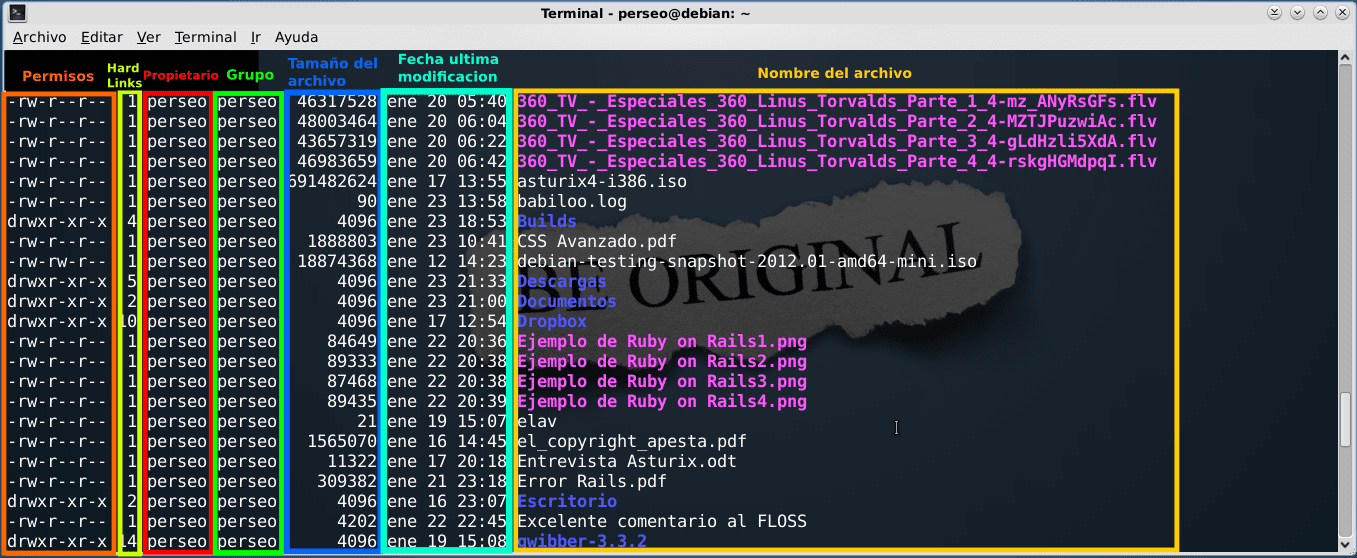 Terminal - perseo@debian: ~
Archivo Editar Ver Terminal Ir Ayuda
Permisos Hard Links Propietario Grupo Tamaño del archivo Fecha ultima modificacion Nombre del archivo
-rw-r--r-- 1 perseo perseo 46317528 ene 20 05:40 360_TV_-_Especiales_360_Linus_Torvalds_Parte_1_4-mz_ANyRsGFs.flv
-rw-r--r-- 1 perseo perseo 48003464 ene 20 06:04 360_TV_-_Especiales_360_Linus_Torvalds_Parte_2_4-MZTJPuzwiAc.flv
-rw-r--r-- 1 perseo perseo 43657319 ene 20 06:22 360_TV_-_Especiales_360_Linus_Torvalds_Parte_3_4-gLdHzli5XdA.flv
-rw-r--r-- 1 perseo perseo 46983659 ene 20 06:42 360_TV_-_Especiales_360_Linus_Torvalds_Parte_4_4-rskgHGMdpqI.flv
-rw-r--r-- 1 perseo perseo 691482624 ene 17 13:55 asturix4-i386.iso
-rw-r--r-- 1 perseo perseo 90 ene 23 13:58 babiloo.log
drwxr-xr-x 4 perseo perseo 4096 ene 23 18:53 Builds
-rw-r--r-- 1 perseo perseo 1888803 ene 23 10:41 CSS Avanzado.pdf
-rw-rw-r-- 1 perseo perseo 18874368 ene 12 14:23 debian-testing-snapshot-2012.01-amd64-mini.iso
drwxr-xr-x 5 perseo perseo 4096 ene 23 21:33 Descargas
drwxr-xr-x 2 perseo perseo 4096 ene 23 21:00 Documentos
drwxr-xr-x 10 perseo perseo 4096 ene 17 12:54 Dropbox
-rw-r--r-- 1 perseo perseo 84649 ene 22 20:36 Ejemplo de Ruby on Rails1.png
-rw-r--r-- 1 perseo perseo 89333 ene 22 20:38 Ejemplo de Ruby on Rails2.png
-rw-r--r-- 1 perseo perseo 87468 ene 22 20:38 Ejemplo de Ruby on Rails3.png
-rw-r--r-- 1 perseo perseo 89435 ene 22 20:39 Ejemplo de Ruby on Rails4.png
-rw-r--r-- 1 perseo perseo 21 ene 19 15:07 elav
-rw-r--r-- 1 perseo perseo 1565070 ene 16 14:45 el_copyright_apesta.pdf
-rw-r--r-- 1 perseo perseo 11322 ene 17 20:18 Entrevista Asturix.odt
-rw-r--r-- 1 perseo perseo 309382 ene 21 23:18 Error Rails.pdf
drwxr-xr-x 2 perseo perseo 4096 ene 16 23:07 Escritorio
-rw-r--r-- 1 perseo perseo 4202 ene 22 22:45 Excelente comentario al FLOSS
drwxr-xr-x 14 perseo perseo 4096 ene 19 15:08 gwibber-3.3.2
BE ORIGINAL